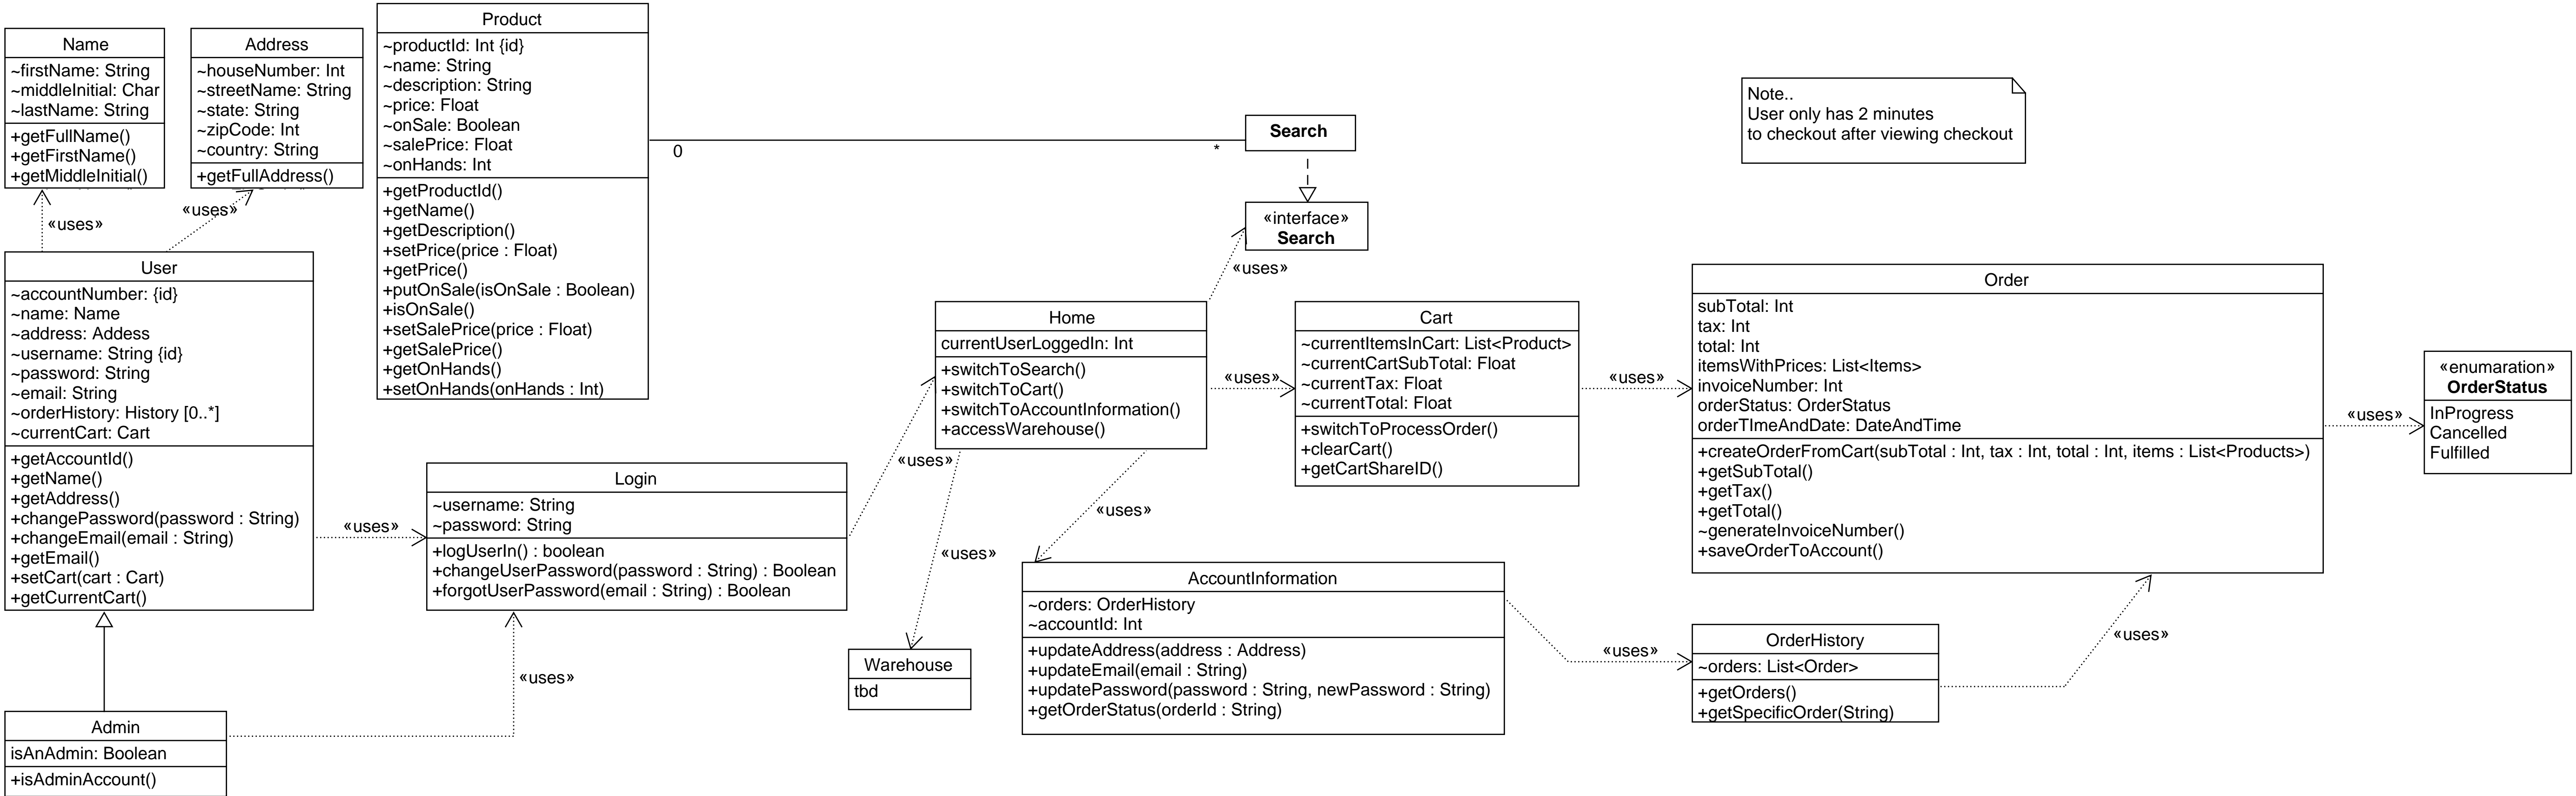 Name
~firstName: String
~middleInitial: Char
~lastName: String
+getFullName()
+getFirstName()
+getMiddleInitial()
Address
~houseNumber: Int
~streetName: String
~state: String
~zipCode: Int
~country: String
+getFullAddress()
Product
~productId: Int {id}
~name: String
~description: String
~price: Float
~onSale: Boolean
~salePrice: Float
~onHands: Int
+getProductId()
+getName()
+getDescription()
+setPrice(price : Float)
+getPrice()
+putOnSale(isOnSale : Boolean)
+isOnSale()
+setSalePrice(price : Float)
+getSalePrice()
+getOnHands()
+setOnHands(onHands : Int)
0
*
Search
«interface»
Search
Note..
User only has 2 minutes
to checkout after viewing checkout
«uses»
«uses»
«uses»
User
~accountNumber: {id}
~name: Name
~address: Addess
~username: String {id}
~password: String
~email: String
~orderHistory: History [0..*]
~currentCart: Cart
+getAccountId()
+getName()
+getAddress()
+changePassword(password : String)
+changeEmail(email : String)
+getEmail()
+setCart(cart : Cart)
+getCurrentCart()
«uses»
Login
~username: String
~password: String
+logUserIn() : boolean
+changeUserPassword(password : String) : Boolean
+forgotUserPassword(email : String) : Boolean
«uses»
Home
currentUserLoggedIn: Int
+switchToSearch()
+switchToCart()
+switchToAccountInformation()
+accessWarehouse()
«uses»
Cart
~currentItemsInCart: List<Product>
~currentCartSubTotal: Float
~currentTax: Float
~currentTotal: Float
+switchToProcessOrder()
+clearCart()
+getCartShareID()
«uses»
Order
subTotal: Int
tax: Int
total: Int
itemsWithPrices: List<Items>
invoiceNumber: Int
orderStatus: OrderStatus
orderTImeAndDate: DateAndTime
+createOrderFromCart(subTotal : Int, tax : Int, total : Int, items : List<Products>)
+getSubTotal()
+getTax()
+getTotal()
~generateInvoiceNumber()
+saveOrderToAccount()
«uses»
«enumaration»
OrderStatus
InProgress
Cancelled
Fulfilled
«uses»
«uses»
Warehouse
tbd
AccountInformation
~orders: OrderHistory
~accountId: Int
+updateAddress(address : Address)
+updateEmail(email : String)
+updatePassword(password : String, newPassword : String)
+getOrderStatus(orderId : String)
«uses»
OrderHistory
~orders: List<Order>
+getOrders()
+getSpecificOrder(String)
«uses»
«uses»
Admin
isAnAdmin: Boolean
+isAdminAccount()